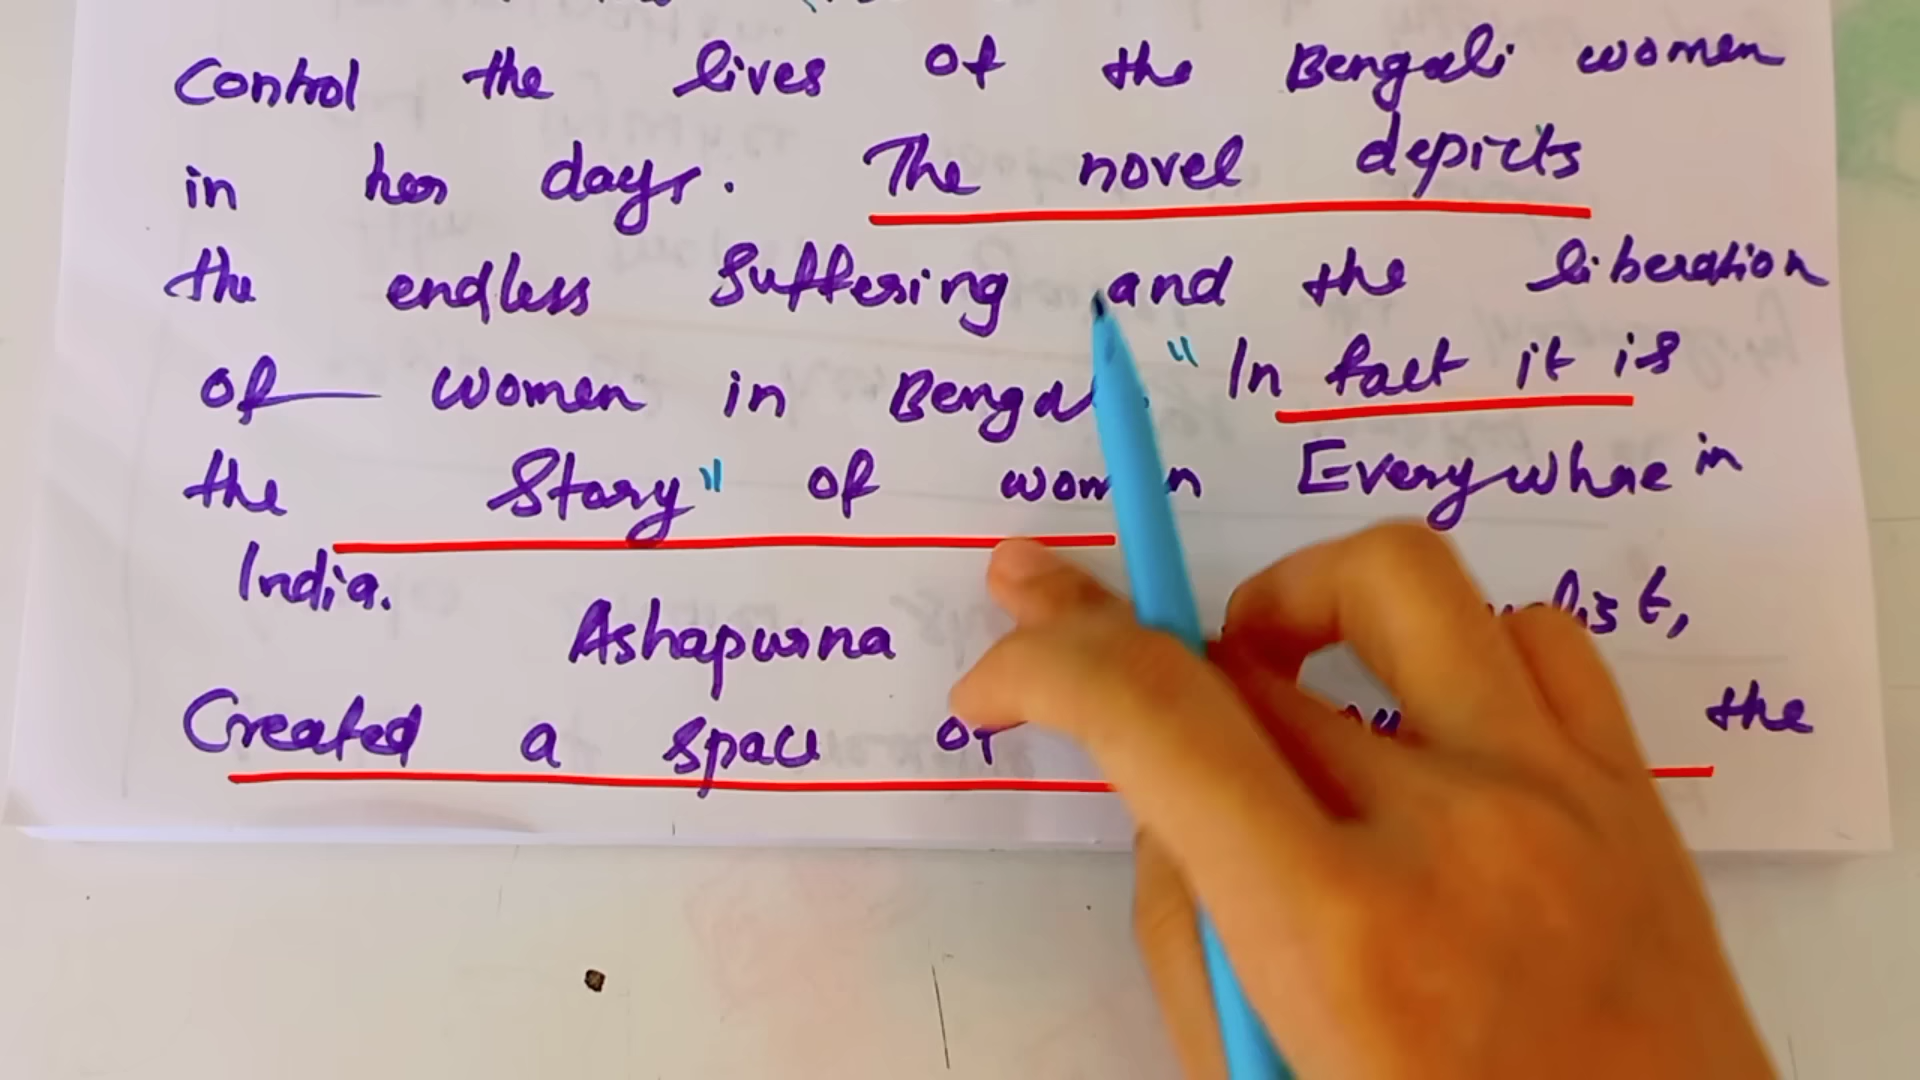 Control the lives of the Bengali women
in her days. The novel depicts
the endless Suffering and the liberation
of women in Bengal. "In fact it is
the Story" of women Everywhere in
India.
Ashapurna
Created a space of the